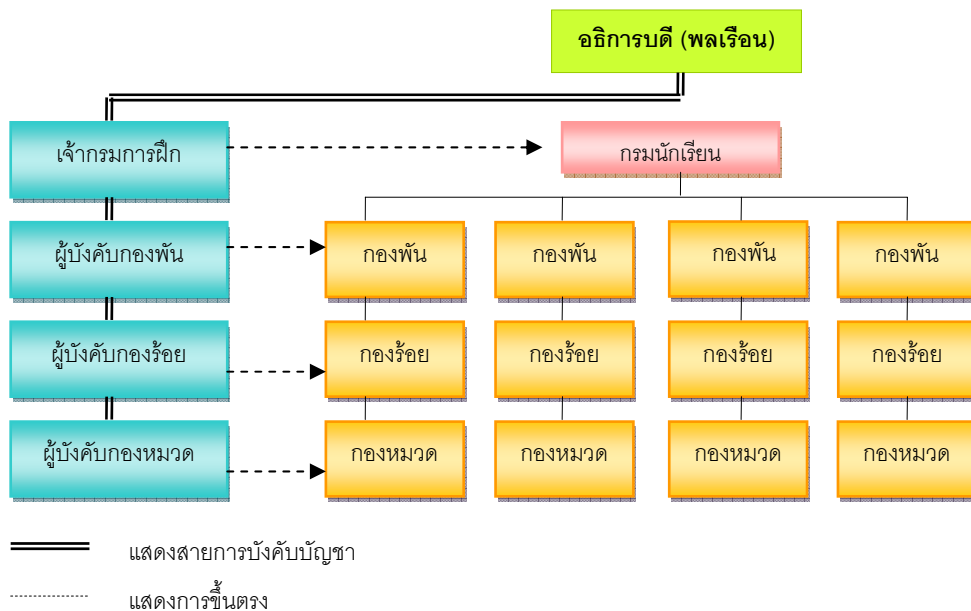 อธิการบดี (พลเรือน)
เจ้ากรมการฝึก
กรมนักเรียน
ผู้บังคับกองพัน
กองพัน
กองพัน
กองพัน
กองพัน
ผู้บังคับกองร้อย
กองร้อย
กองร้อย
กองร้อย
กองร้อย
ผู้บังคับกองหมวด
กองหมวด
กองหมวด
กองหมวด
กองหมวด
แสดงสายการบังคับบัญชา
แสดงการขึ้นตรง